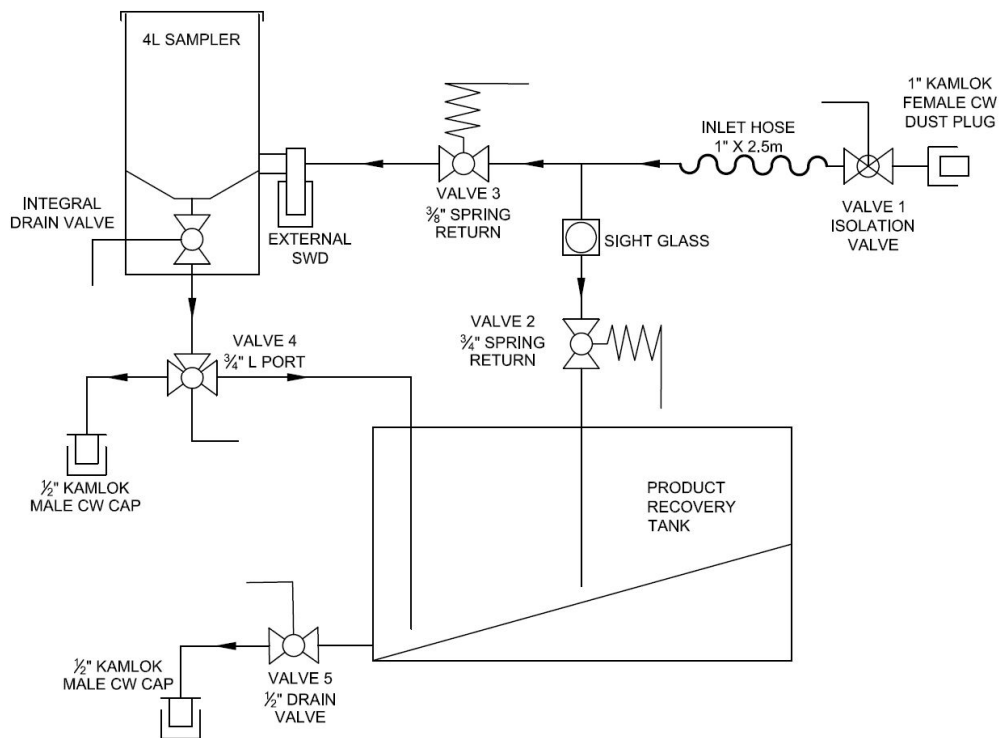 4L SAMPLER
1" KAMLOK
FEMALE CW
DUST PLUG
INLET HOSE
1" X 2.5m
INTEGRAL
DRAIN VALVE
EXTERNAL
SWD
VALVE 3
⅜" SPRING
RETURN
VALVE 1
ISOLATION
VALVE
SIGHT GLASS
VALVE 2
¾" SPRING
RETURN
VALVE 4
¾" L PORT
½" KAMLOK
MALE CW CAP
PRODUCT
RECOVERY
TANK
½" KAMLOK
MALE CW CAP
VALVE 5
½" DRAIN
VALVE